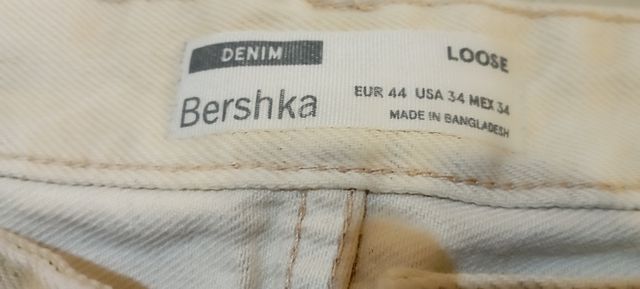 DENIM
LOOSE
Bershka
EUR 44 USA 34 MEX 34
MADE IN BANGLADESH